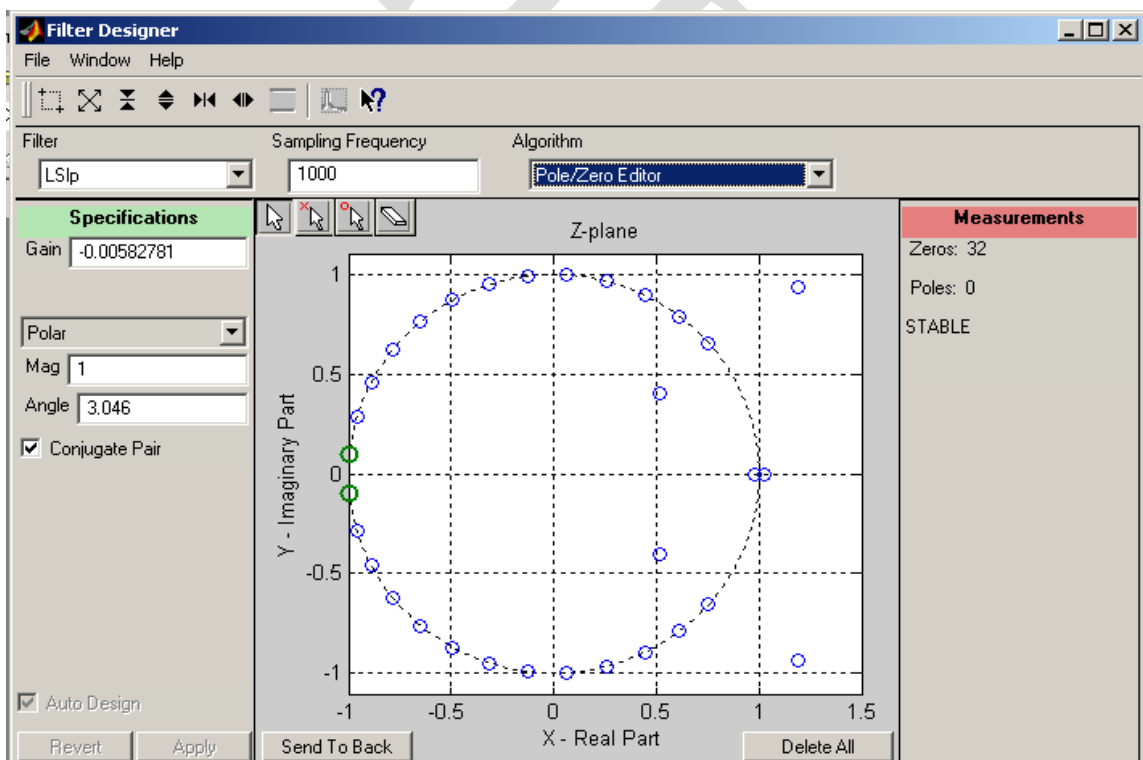 Filter Designer
File Window Help
Filter Sampling Frequency Algorithm
LSlp 1000 Pole/Zero Editor
Specifications
Gain -0.00582781
Polar
Mag 1
Angle 3.046
Conjugate Pair
Auto Design
Revert Apply
Z-plane
Y - Imaginary Part
1
0.5
0
-0.5
-1
-1 -0.5 0 0.5 1 1.5
X - Real Part
Send To Back Delete All
Measurements
Zeros: 32
Poles: 0
STABLE